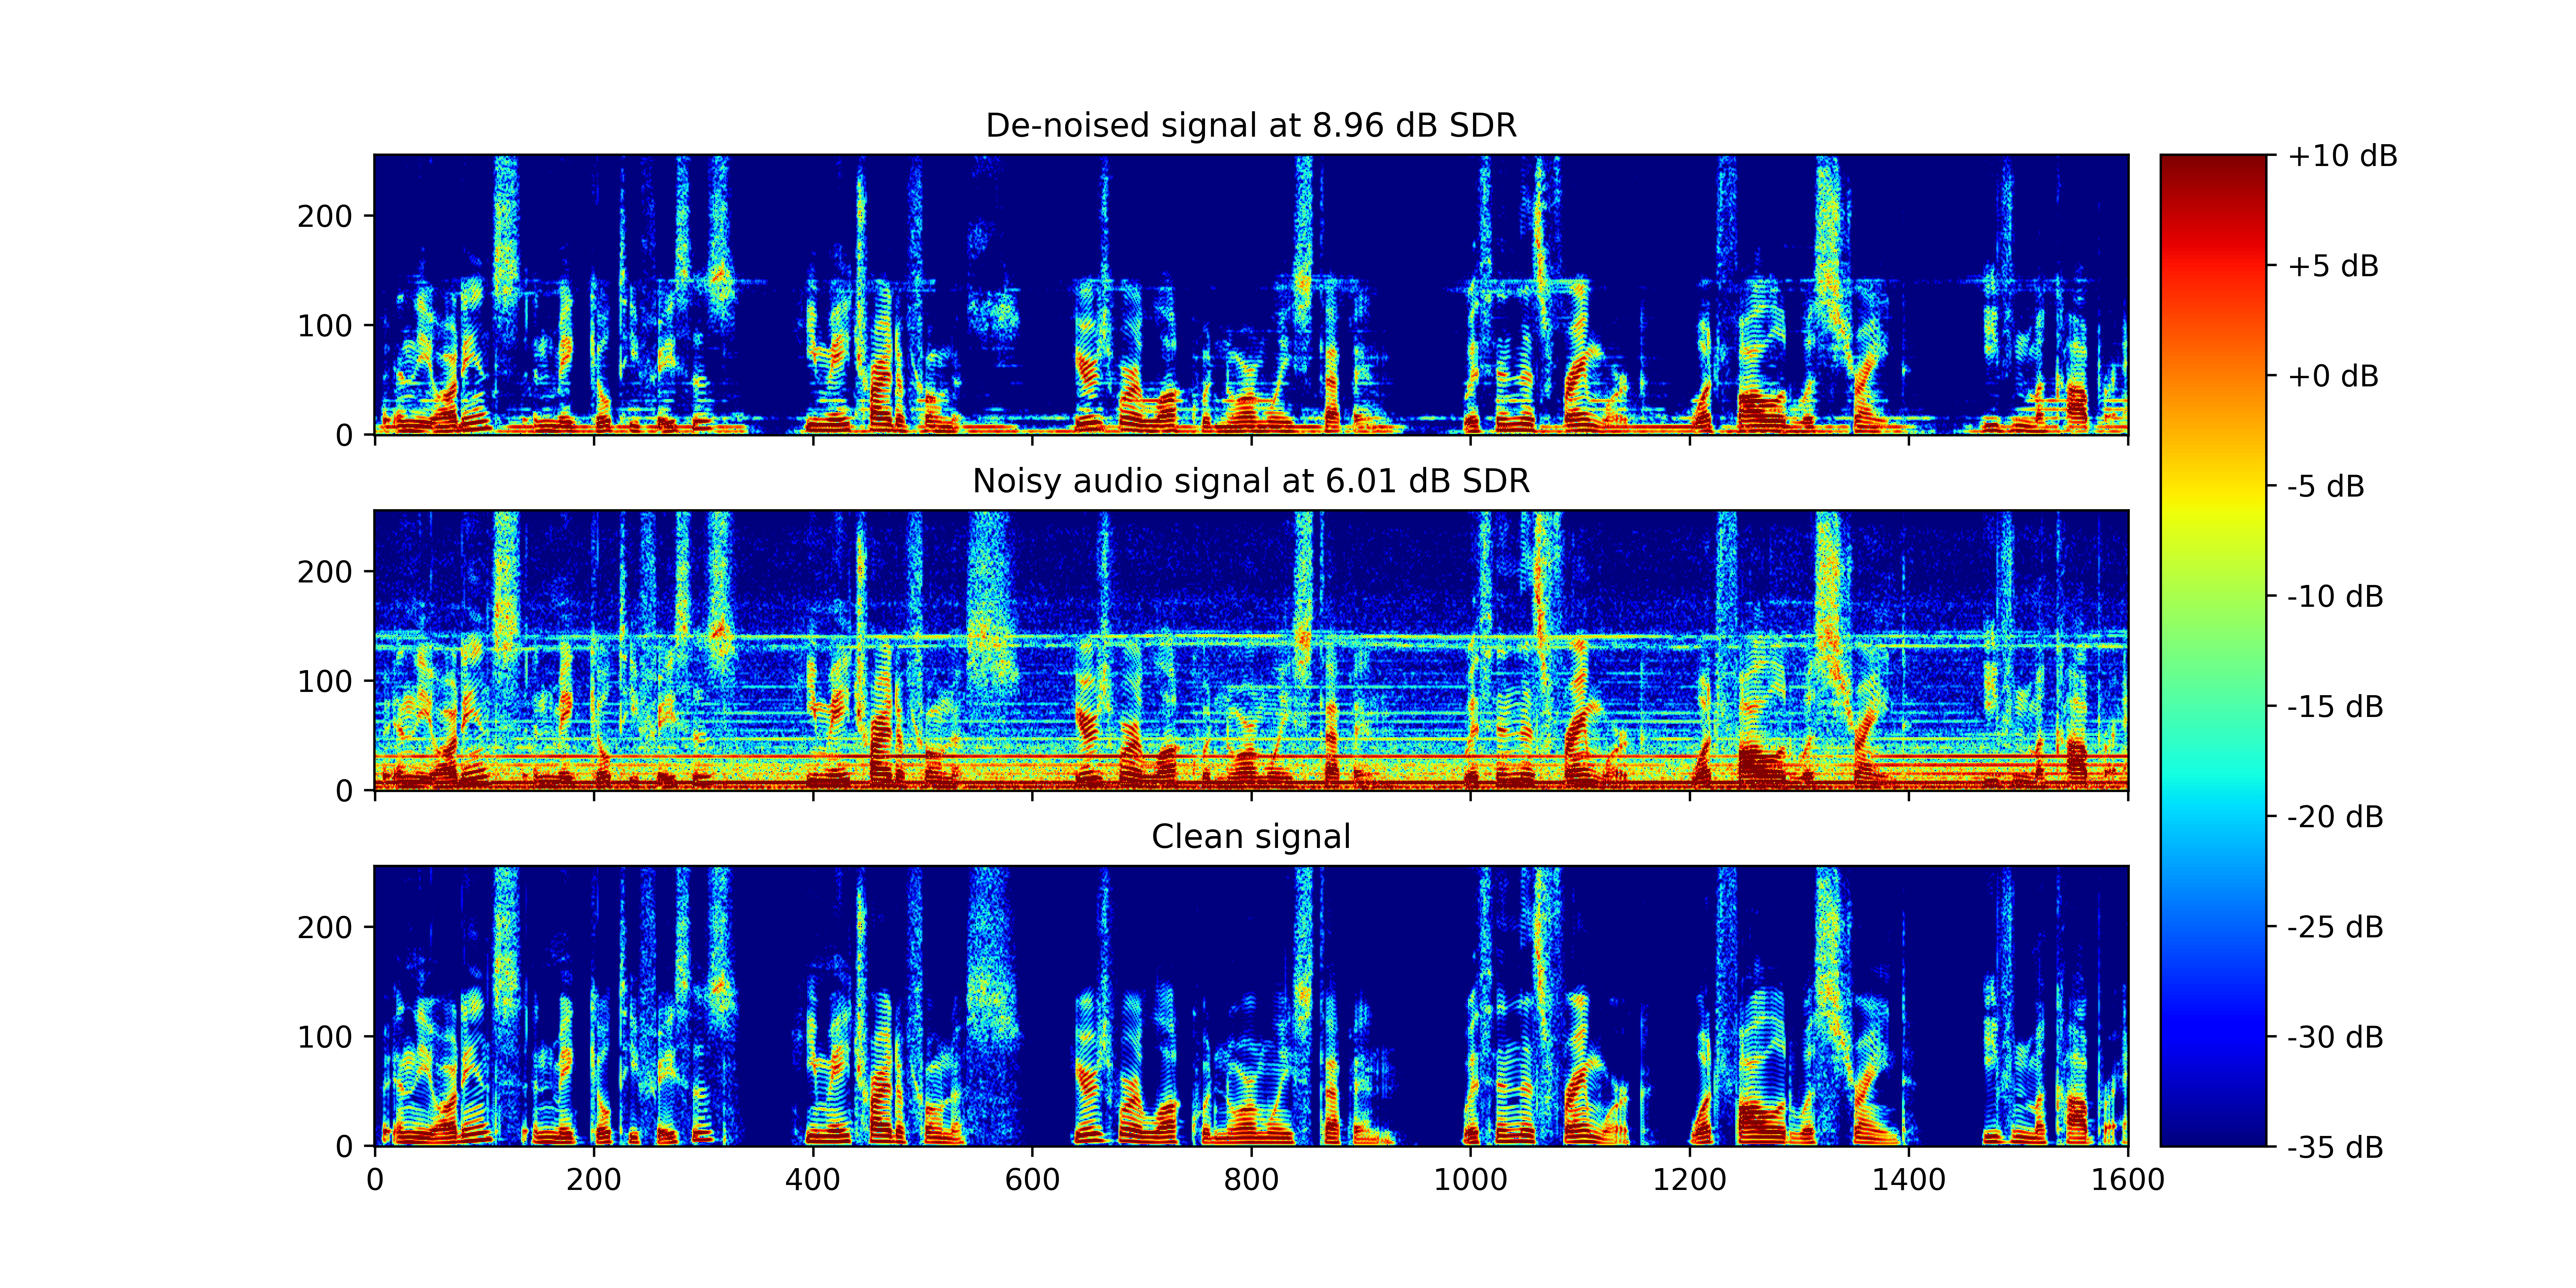 De-noised signal at 8.96 dB SDR
200
100
0
Noisy audio signal at 6.01 dB SDR
200
100
0
Clean signal
200
100
0
0 200 400 600 800 1000 1200 1400 1600
+10 dB
+5 dB
+0 dB
-5 dB
-10 dB
-15 dB
-20 dB
-25 dB
-30 dB
-35 dB